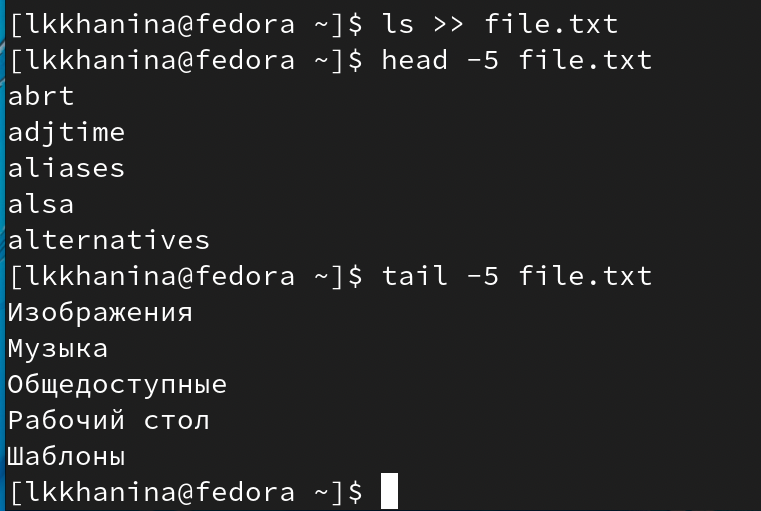 [lkkhanina@fedora ~]$ ls >> file.txt
[lkkhanina@fedora ~]$ head -5 file.txt
abrt
adjtime
aliases
alsa
alternatives
[lkkhanina@fedora ~]$ tail -5 file.txt
Изображения
Музыка
Общедоступные
Рабочий стол
Шаблоны
[lkkhanina@fedora ~]$